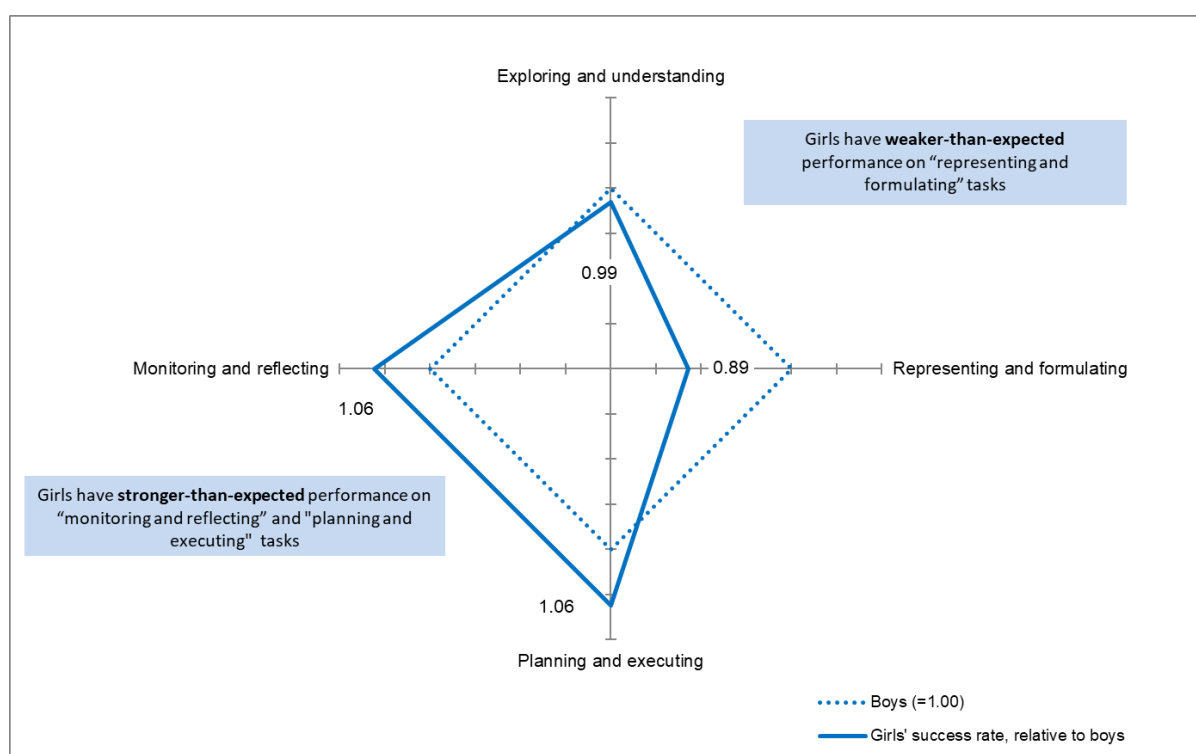 Exploring and understanding
Girls have weaker-than-expected
performance on “representing and
formulating” tasks
0.99
Monitoring and reflecting
0.89
Representing and formulating
1.06
Girls have stronger-than-expected performance on
“monitoring and reflecting” and "planning and
executing" tasks
1.06
Planning and executing
Boys (=1.00)
Girls' success rate, relative to boys